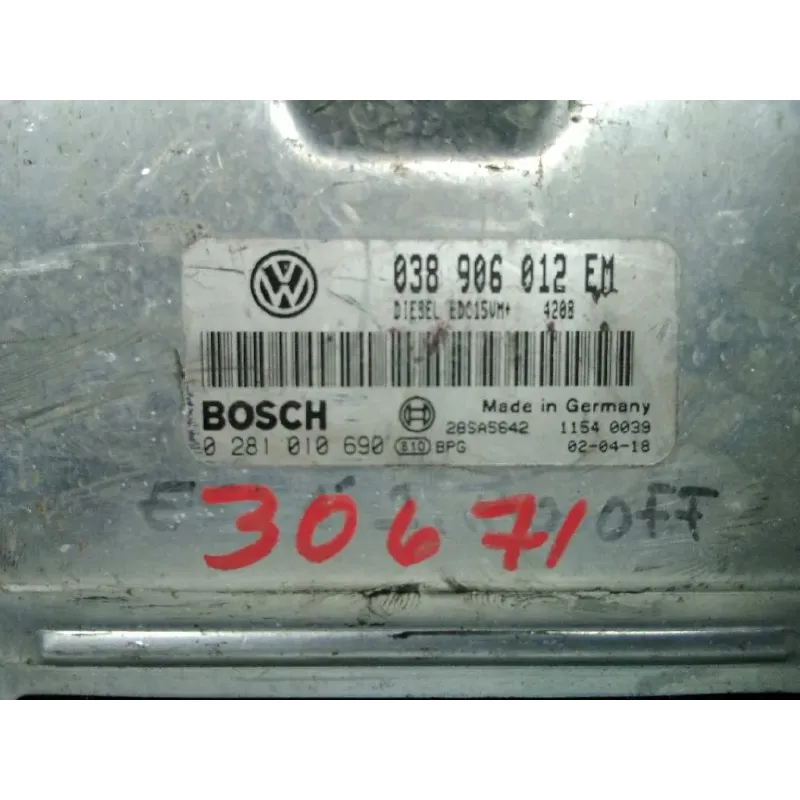 038 906 012 EM
DIESEL EDC15VM+ 4208
BOSCH
Made in Germany
28SA5642 1154 0039
0 281 010 690 610 BPG 02-04-18
30671
OFF